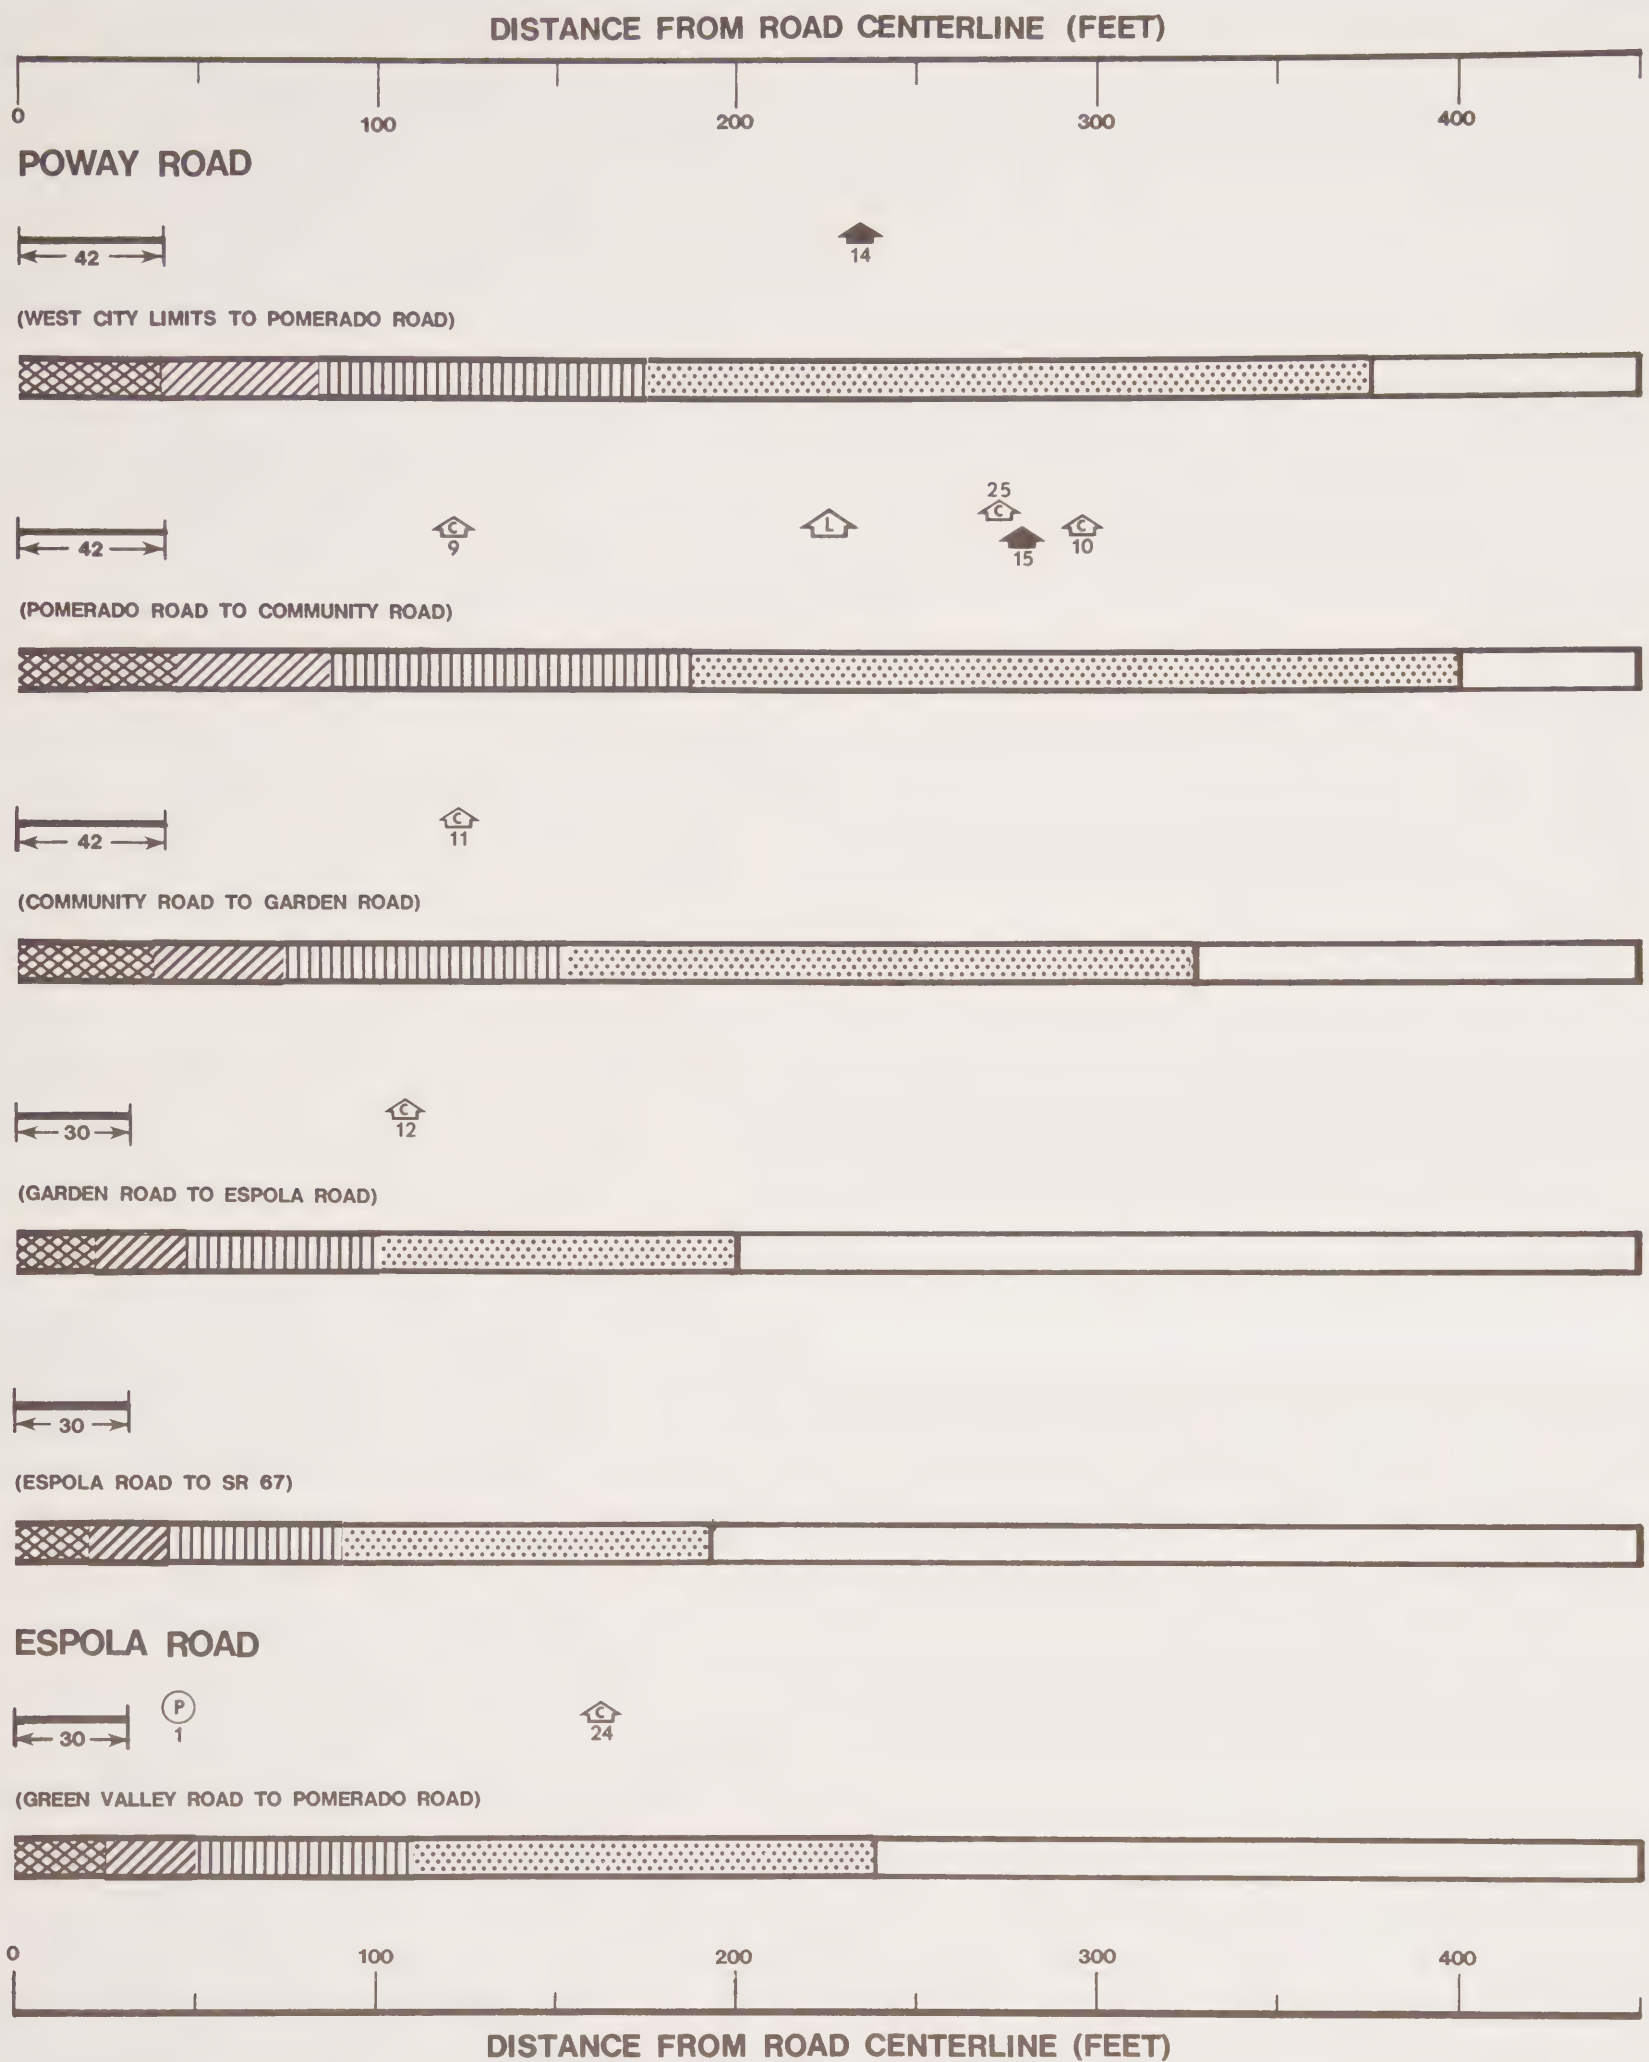 DISTANCE FROM ROAD CENTERLINE (FEET)
0 100 200 300 400
POWAY ROAD
42 14
(WEST CITY LIMITS TO POMERADO ROAD)
25
C L C C
42 9 15 10
(POMERADO ROAD TO COMMUNITY ROAD)
C
42 11
(COMMUNITY ROAD TO GARDEN ROAD)
C
30 12
(GARDEN ROAD TO ESPOLA ROAD)
30
(ESPOLA ROAD TO SR 67)
ESPOLA ROAD
P C
30 1 24
(GREEN VALLEY ROAD TO POMERADO ROAD)
0 100 200 300 400
DISTANCE FROM ROAD CENTERLINE (FEET)